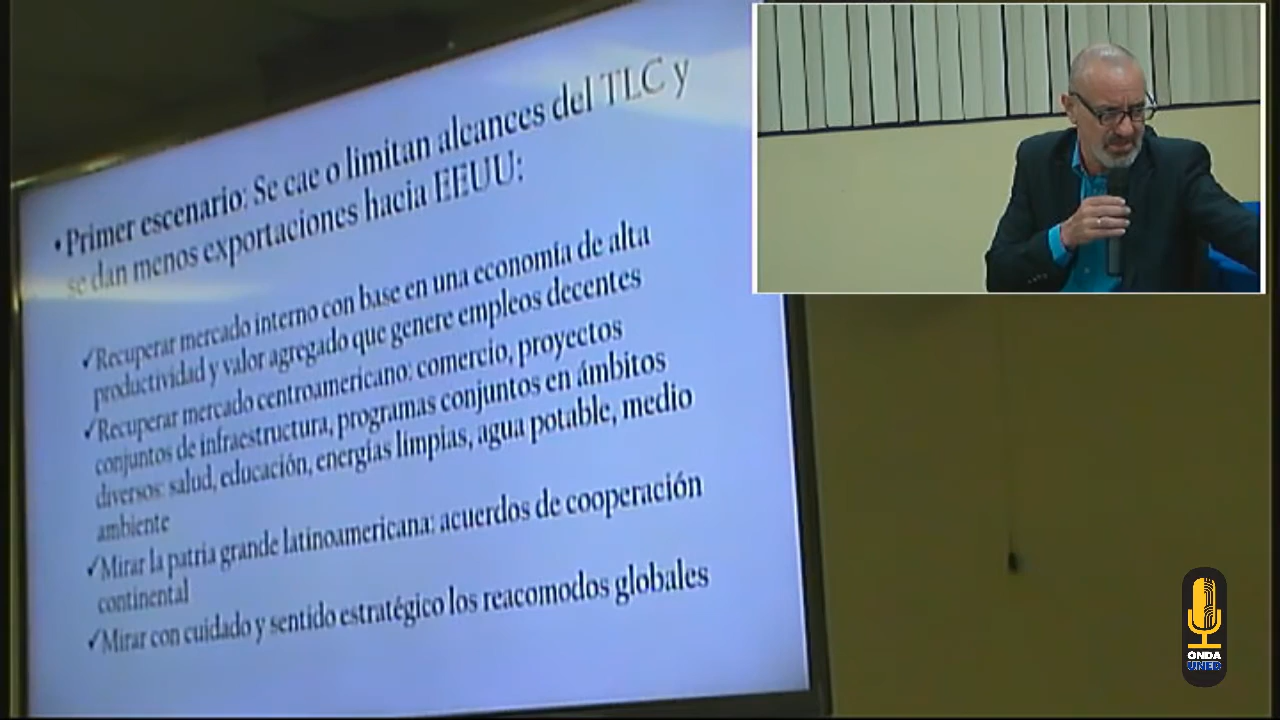 • Primer escenario: Se cae o limitan alcances del TLC y
se dan menos exportaciones hacia EEUU:
✓Recuperar mercado interno con base en una economía de alta
productividad y valor agregado que genere empleos decentes
✓Recuperar mercado centroamericano: comercio, proyectos
conjuntos de infraestructura, programas conjuntos en ámbitos
diversos: salud, educación, energías limpias, agua potable, medio
ambiente
✓Mirar la patria grande latinoamericana: acuerdos de cooperación
continental
✓Mirar con cuidado y sentido estratégico los reacomodos globales
ONDA
UNED